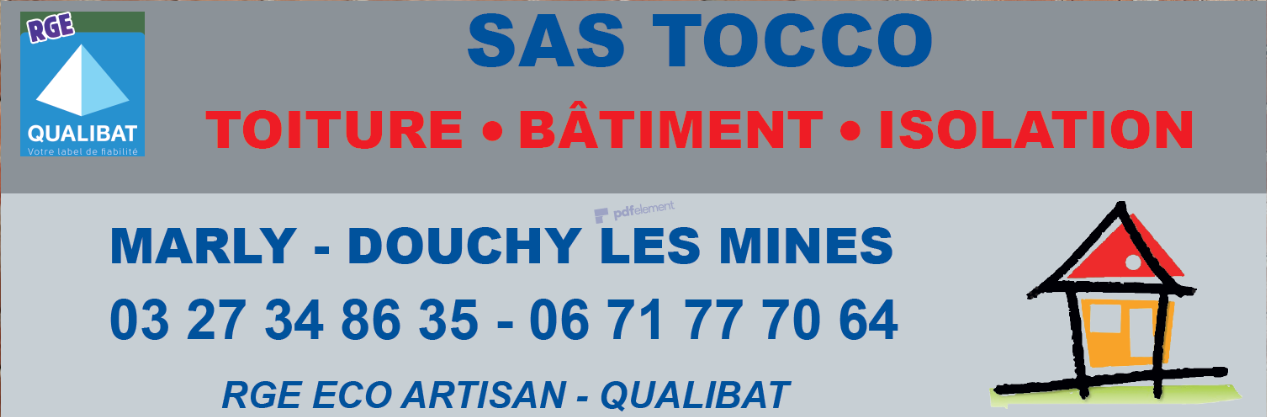 RGE
QUALIBAT
Votre label de fiabilité
SAS TOCCO
TOITURE • BÂTIMENT • ISOLATION
pdfelement
MARLY - DOUCHY LES MINES
03 27 34 86 35 - 06 71 77 70 64
RGE ECO ARTISAN - QUALIBAT